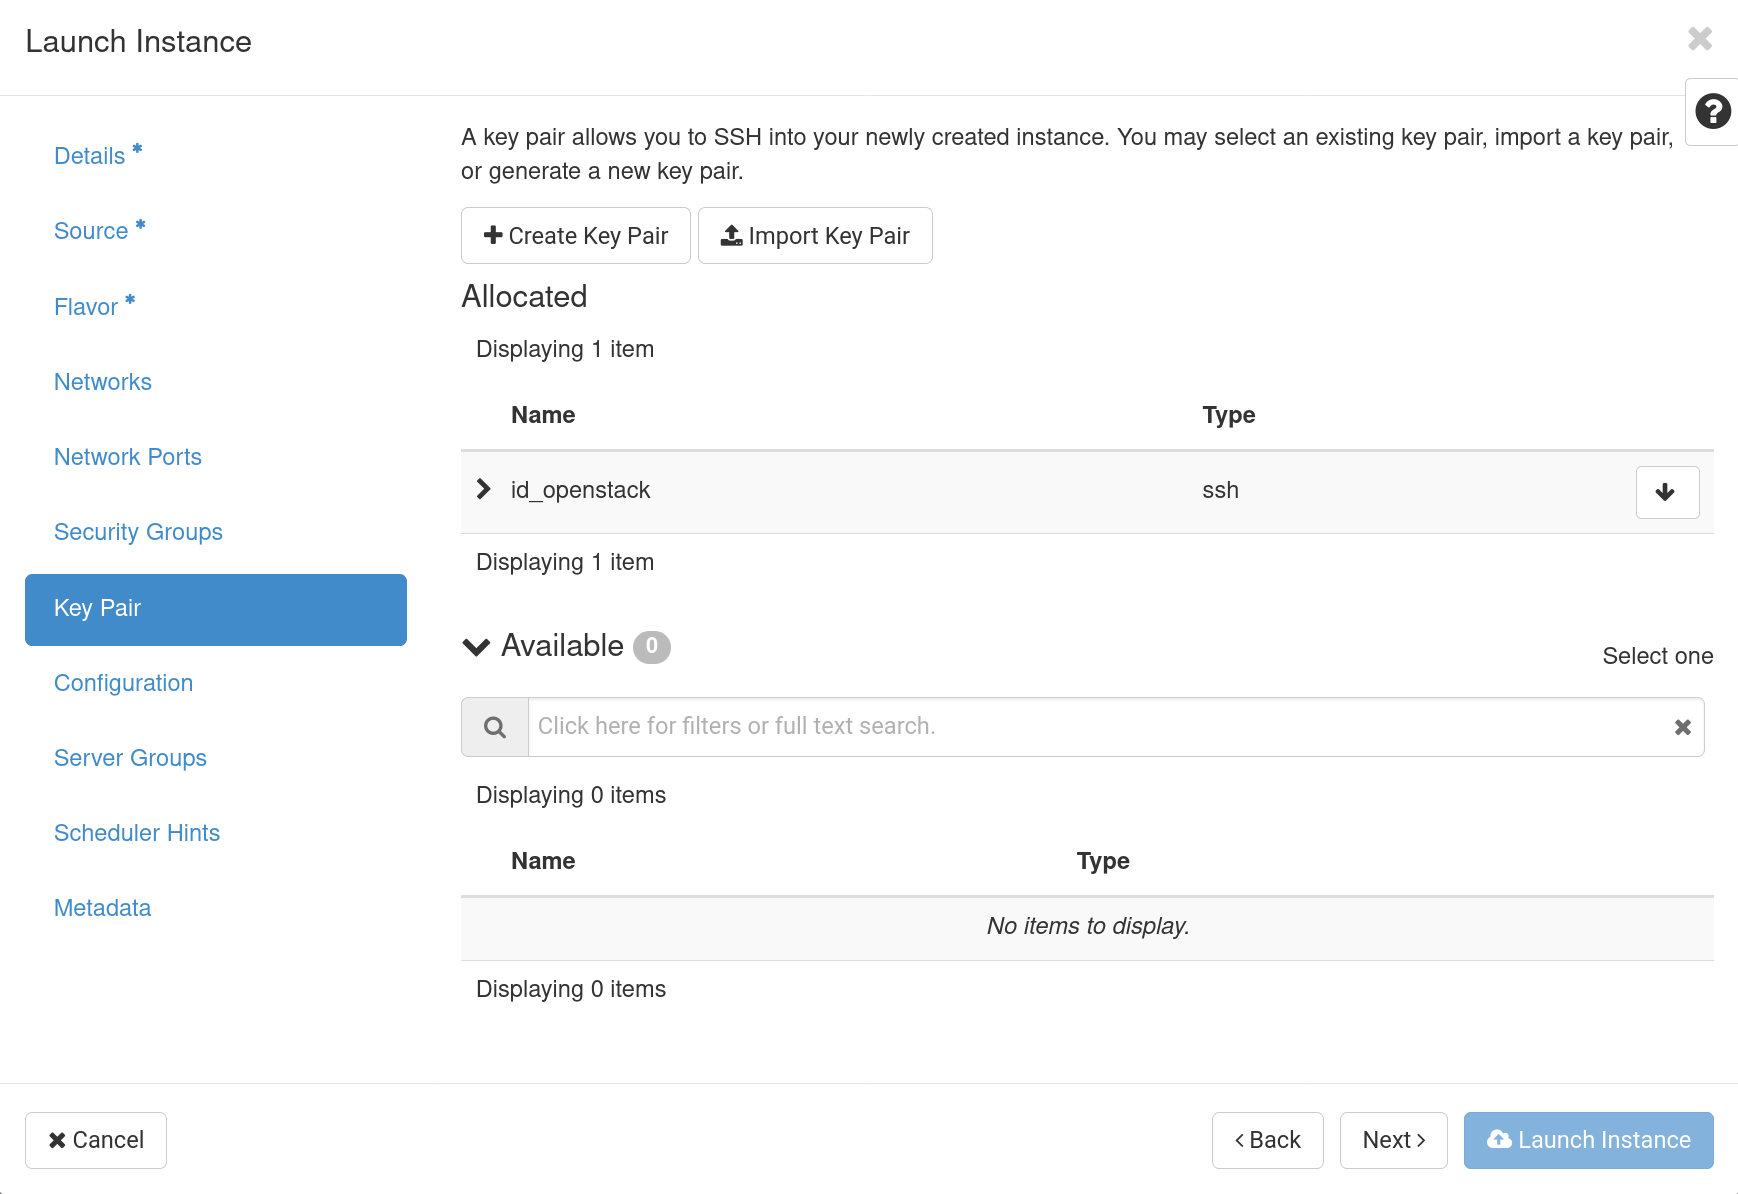 Launch Instance
Details *
Source *
Flavor *
Networks
Network Ports
Security Groups
Key Pair
Configuration
Server Groups
Scheduler Hints
Metadata
A key pair allows you to SSH into your newly created instance. You may select an existing key pair, import a key pair,
or generate a new key pair.
Create Key Pair
Import Key Pair
Allocated
Displaying 1 item
Name Type
id_openstack ssh
Displaying 1 item
Available 0
Select one
Click here for filters or full text search.
Displaying 0 items
Name Type
No items to display.
Displaying 0 items
Cancel
Back
Next
Launch Instance